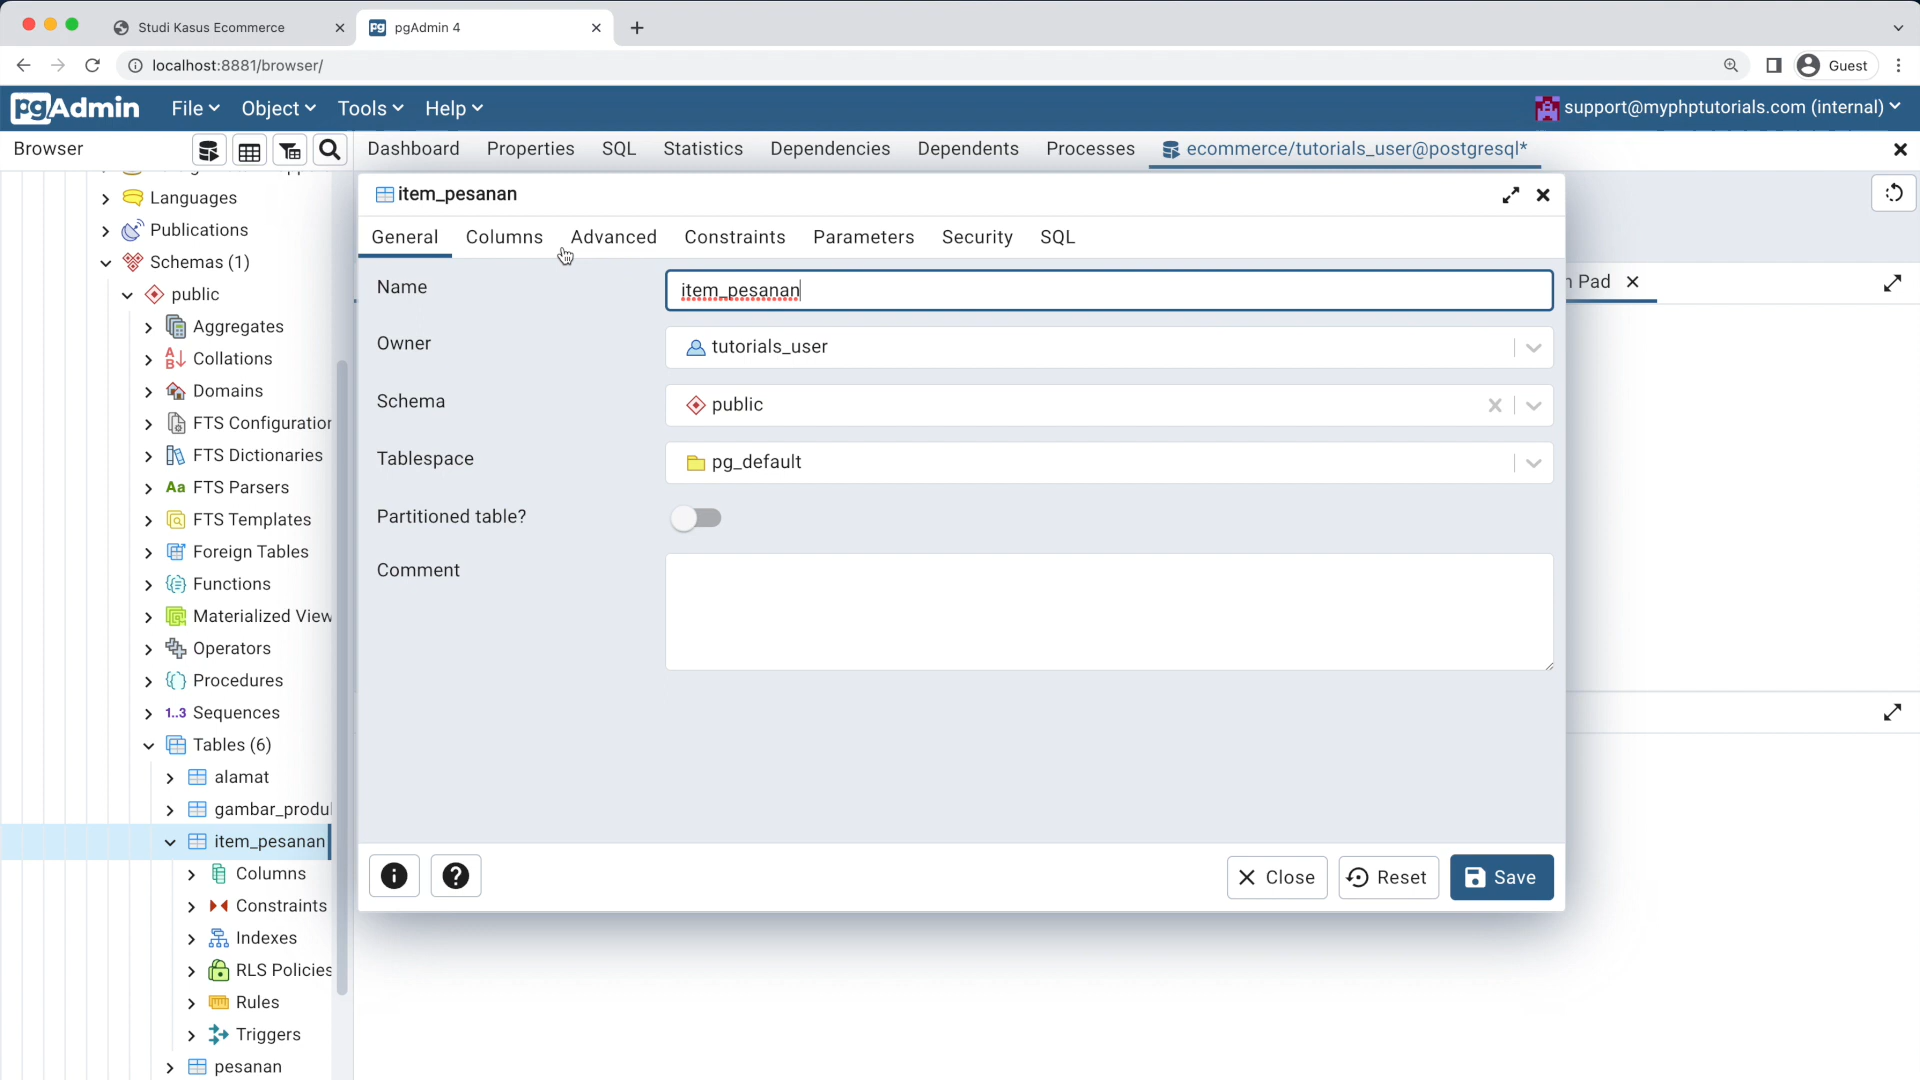 Studi Kasus Ecommerce
pgAdmin 4
localhost:8881/browser/
Guest
pgAdmin File Object Tools Help support@myphptutorials.com (internal)
Browser Dashboard Properties SQL Statistics Dependencies Dependents Processes ecommerce/tutorials_user@postgresql*
Languages
Publications
Schemas (1)
public
Aggregates
Collations
Domains
FTS Configuration
FTS Dictionaries
Aa FTS Parsers
FTS Templates
Foreign Tables
Functions
Materialized View
Operators
Procedures
1..3 Sequences
Tables (6)
alamat
gambar_produ
item_pesanan
Columns
Constraints
Indexes
RLS Policies
Rules
Triggers
pesanan
item_pesanan
General Columns Advanced Constraints Parameters Security SQL
Name item_pesanan
Owner tutorials_user
Schema public
Tablespace pg_default
Partitioned table?
Comment
Close Reset Save
Pad